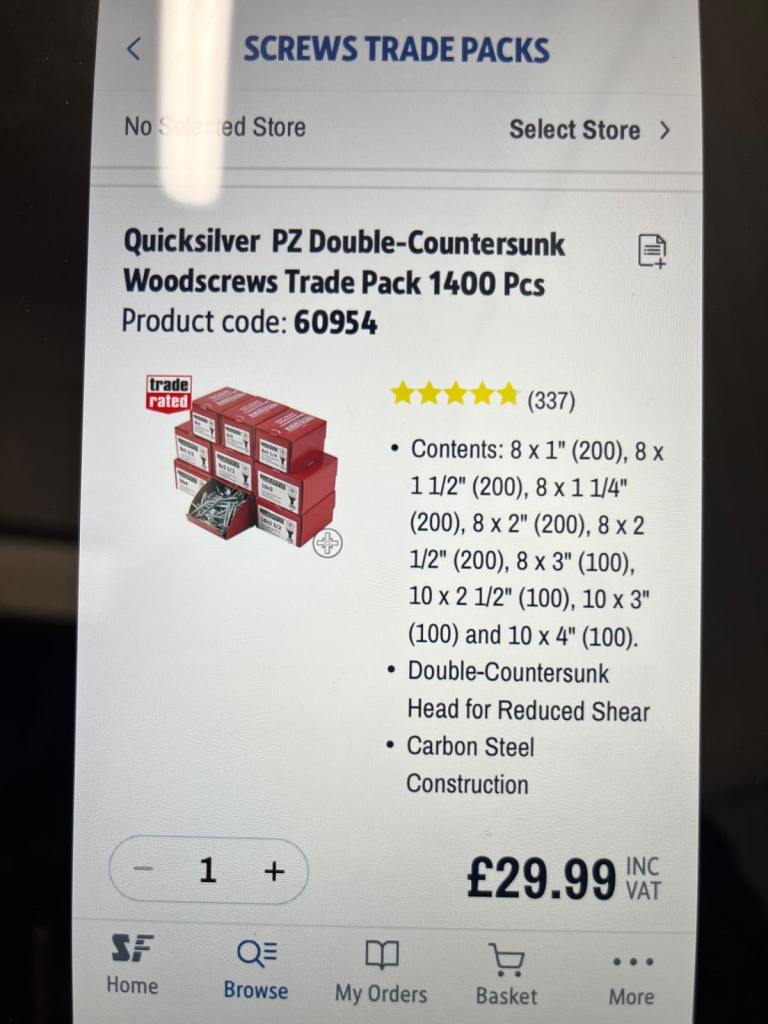 SCREWS TRADE PACKS
No Selected Store
Select Store
Quicksilver PZ Double-Countersunk
Woodscrews Trade Pack 1400 Pcs
Product code: 60954
trade
rated
(337)
• Contents: 8 x 1" (200), 8 x
1 1/2" (200), 8 x 1 1/4"
(200), 8 x 2" (200), 8 x 2
1/2" (200), 8 x 3" (100),
10 x 2 1/2" (100), 10 x 3"
(100) and 10 x 4" (100).
• Double-Countersunk
Head for Reduced Shear
• Carbon Steel
Construction
− 1 +
£29.99 INC
VAT
SF
Home
Browse
My Orders
Basket
More